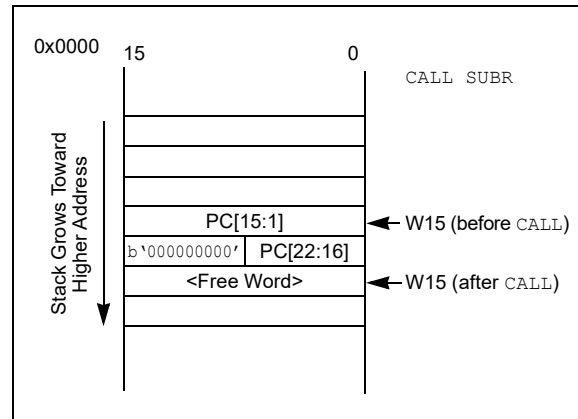 0x0000
15 0
CALL SUBR
Stack Grows Toward
Higher Address
PC[15:1]
W15 (before CALL)
b'000000000' PC[22:16]
<Free Word>
W15 (after CALL)